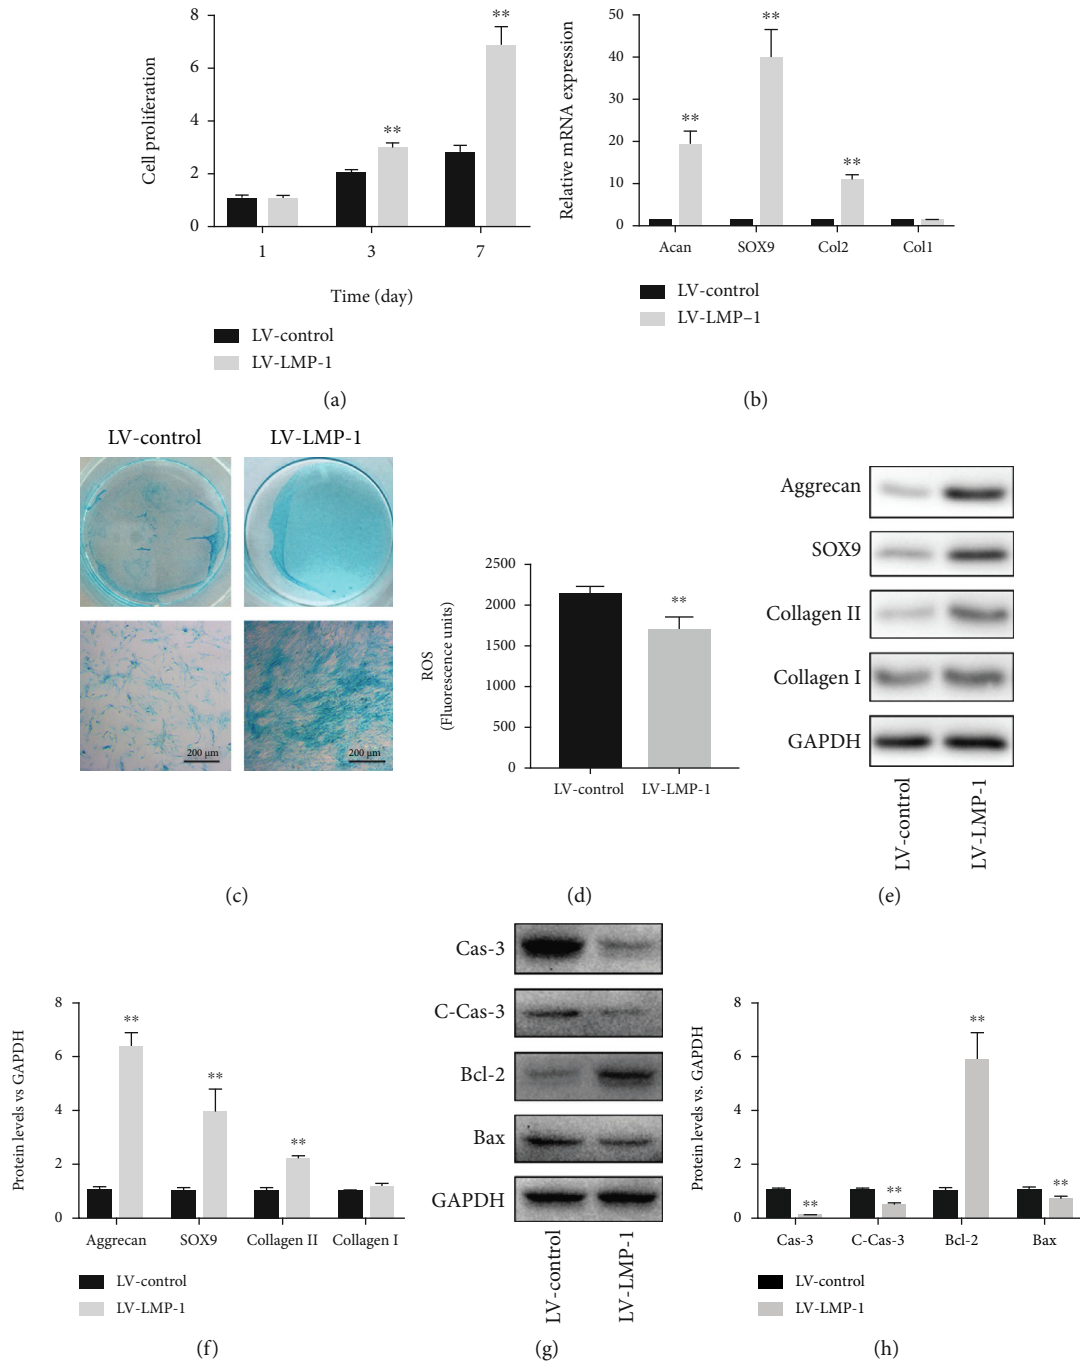 Cell proliferation
8
6
4
2
0
**
**
1
3
7
Time (day)
LV-control
LV-LMP-1
(a)
Relative mRNA expression
50
40
30
20
10
0
**
**
**
Acan
SOX9
Col2
Col1
LV-control
LV-LMP–1
(b)
LV-control
LV-LMP-1
200 μm
200 μm
(c)
ROS
(Fluorescence units)
2500
2000
1500
1000
500
0
**
LV-control
LV-LMP-1
(d)
Aggrecan
SOX9
Collagen II
Collagen I
GAPDH
LV-control
LV-LMP-1
(e)
Protein levels vs GAPDH
8
6
4
2
0
**
**
**
Aggrecan
SOX9
Collagen II
Collagen I
LV-control
LV-LMP-1
(f)
Cas-3
C-Cas-3
Bcl-2
Bax
GAPDH
LV-control
LV-LMP-1
(g)
Protein levels vs. GAPDH
8
6
4
2
0
**
**
**
**
Cas-3
C-Cas-3
Bcl-2
Bax
LV-control
LV-LMP-1
(h)